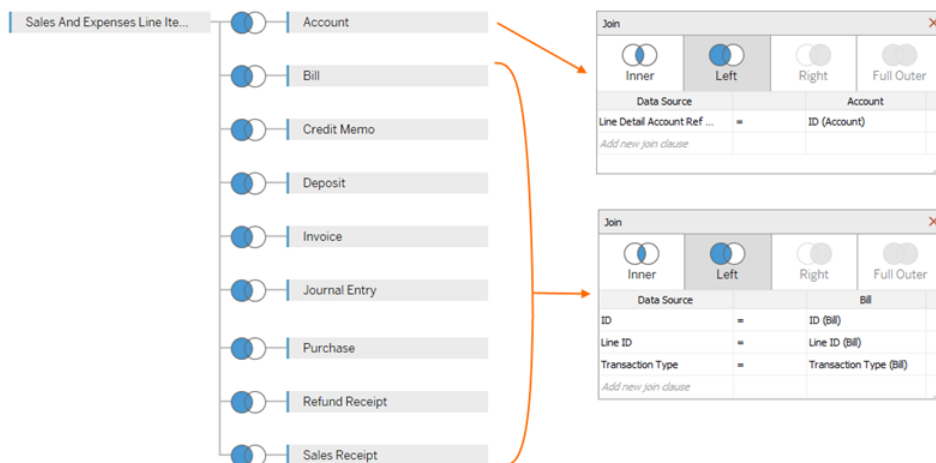 Sales And Expenses Line Ite...
Account
Bill
Credit Memo
Deposit
Invoice
Journal Entry
Purchase
Refund Receipt
Sales Receipt
Join
Inner Left Right Full Outer
Data Source Account
Line Detail Account Ref ... = ID (Account)
Add new join clause
Join
Inner Left Right Full Outer
Data Source Bill
ID = ID (Bill)
Line ID = Line ID (Bill)
Transaction Type = Transaction Type (Bill)
Add new join clause